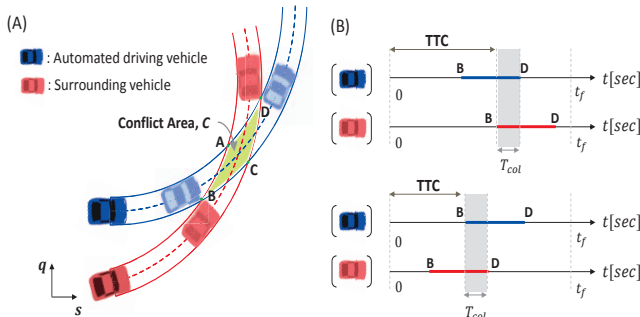 (A)
: Automated driving vehicle
: Surrounding vehicle
Conflict Area, C
A
D
B
C
q
s
(B)
TTC
B
D
t[sec]
0
t_f
B
D
t[sec]
0
t_f
T_col
TTC
B
D
t[sec]
0
t_f
B
D
t[sec]
0
t_f
T_col